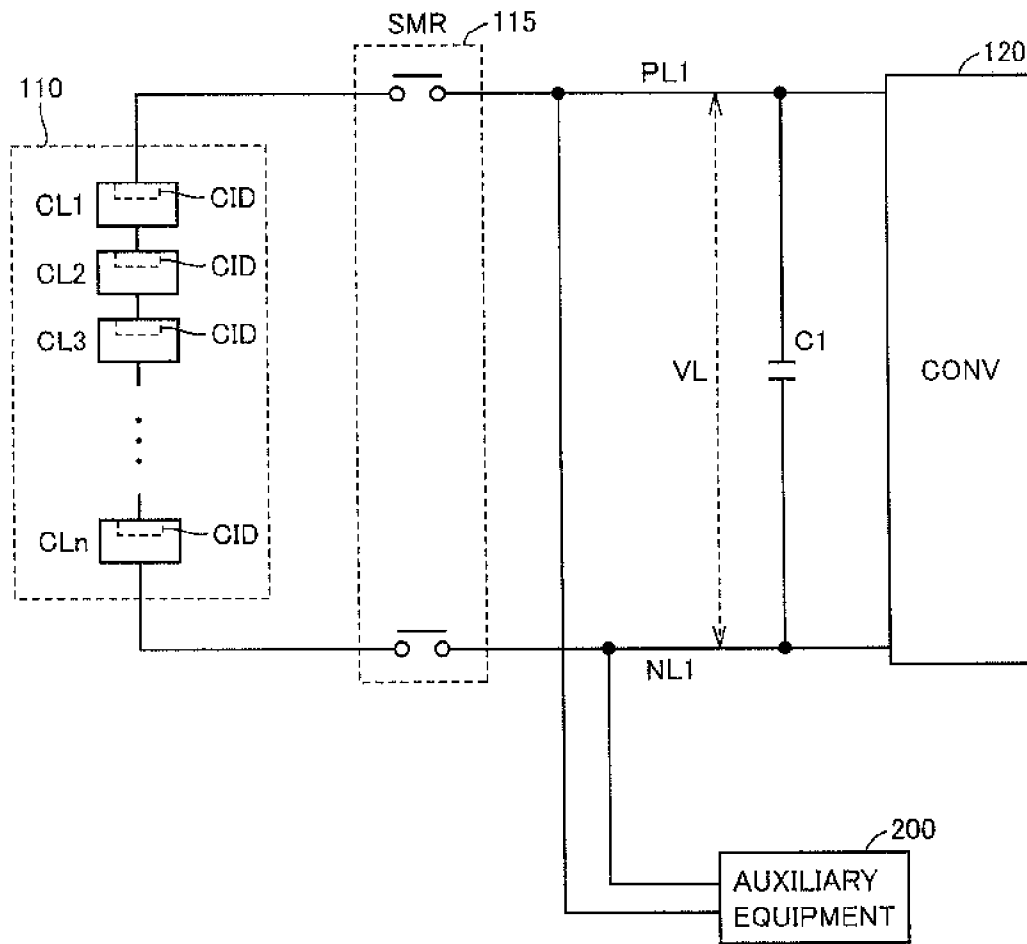 SMR
115
120
110
PL1
CL1
CID
CL2
CID
CL3
CID
VL
C1
CONV
CLn
CID
NL1
200
AUXILIARY
EQUIPMENT